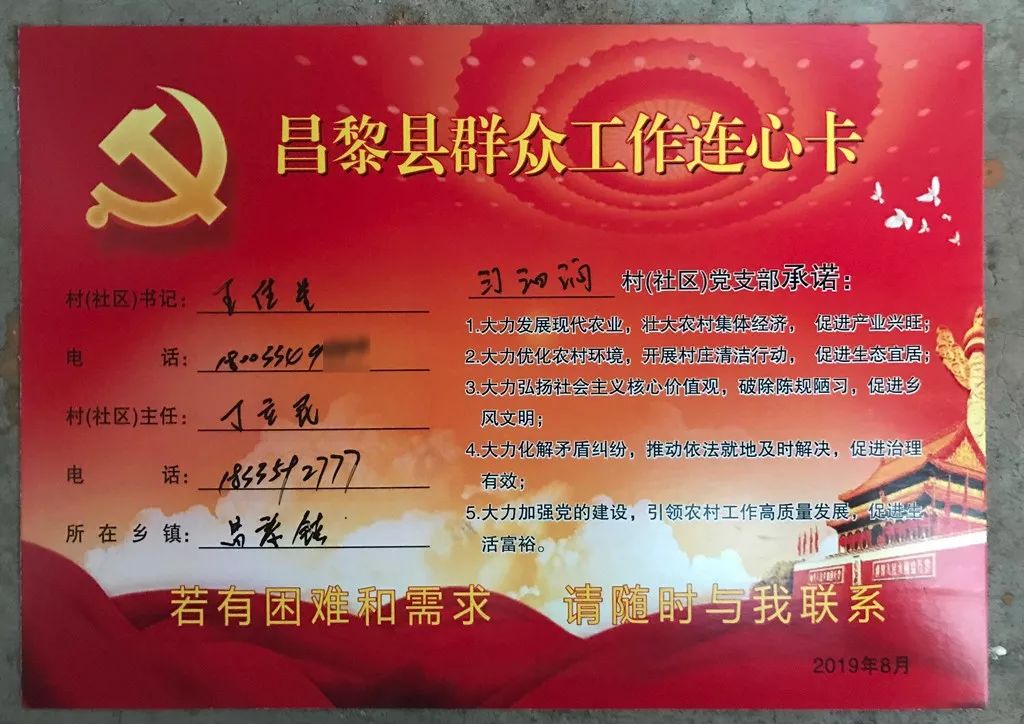 昌黎县群众工作连心卡
村(社区)书记：
电 话：
村(社区)主任：
电 话：18533592777
所在乡镇：昌黎镇
村(社区)党支部承诺：
1.大力发展现代农业，壮大农村集体经济， 促进产业兴旺；
2.大力优化农村环境，开展村庄清洁行动， 促进生态宜居；
3.大力弘扬社会主义核心价值观，破除陈规陋习，促进乡
风文明；
4.大力化解矛盾纠纷，推动依法就地及时解决，促进治理
有效；
5.大力加强党的建设，引领农村工作高质量发展，促进生
活富裕。
若有困难和需求 请随时与我联系
2019年8月